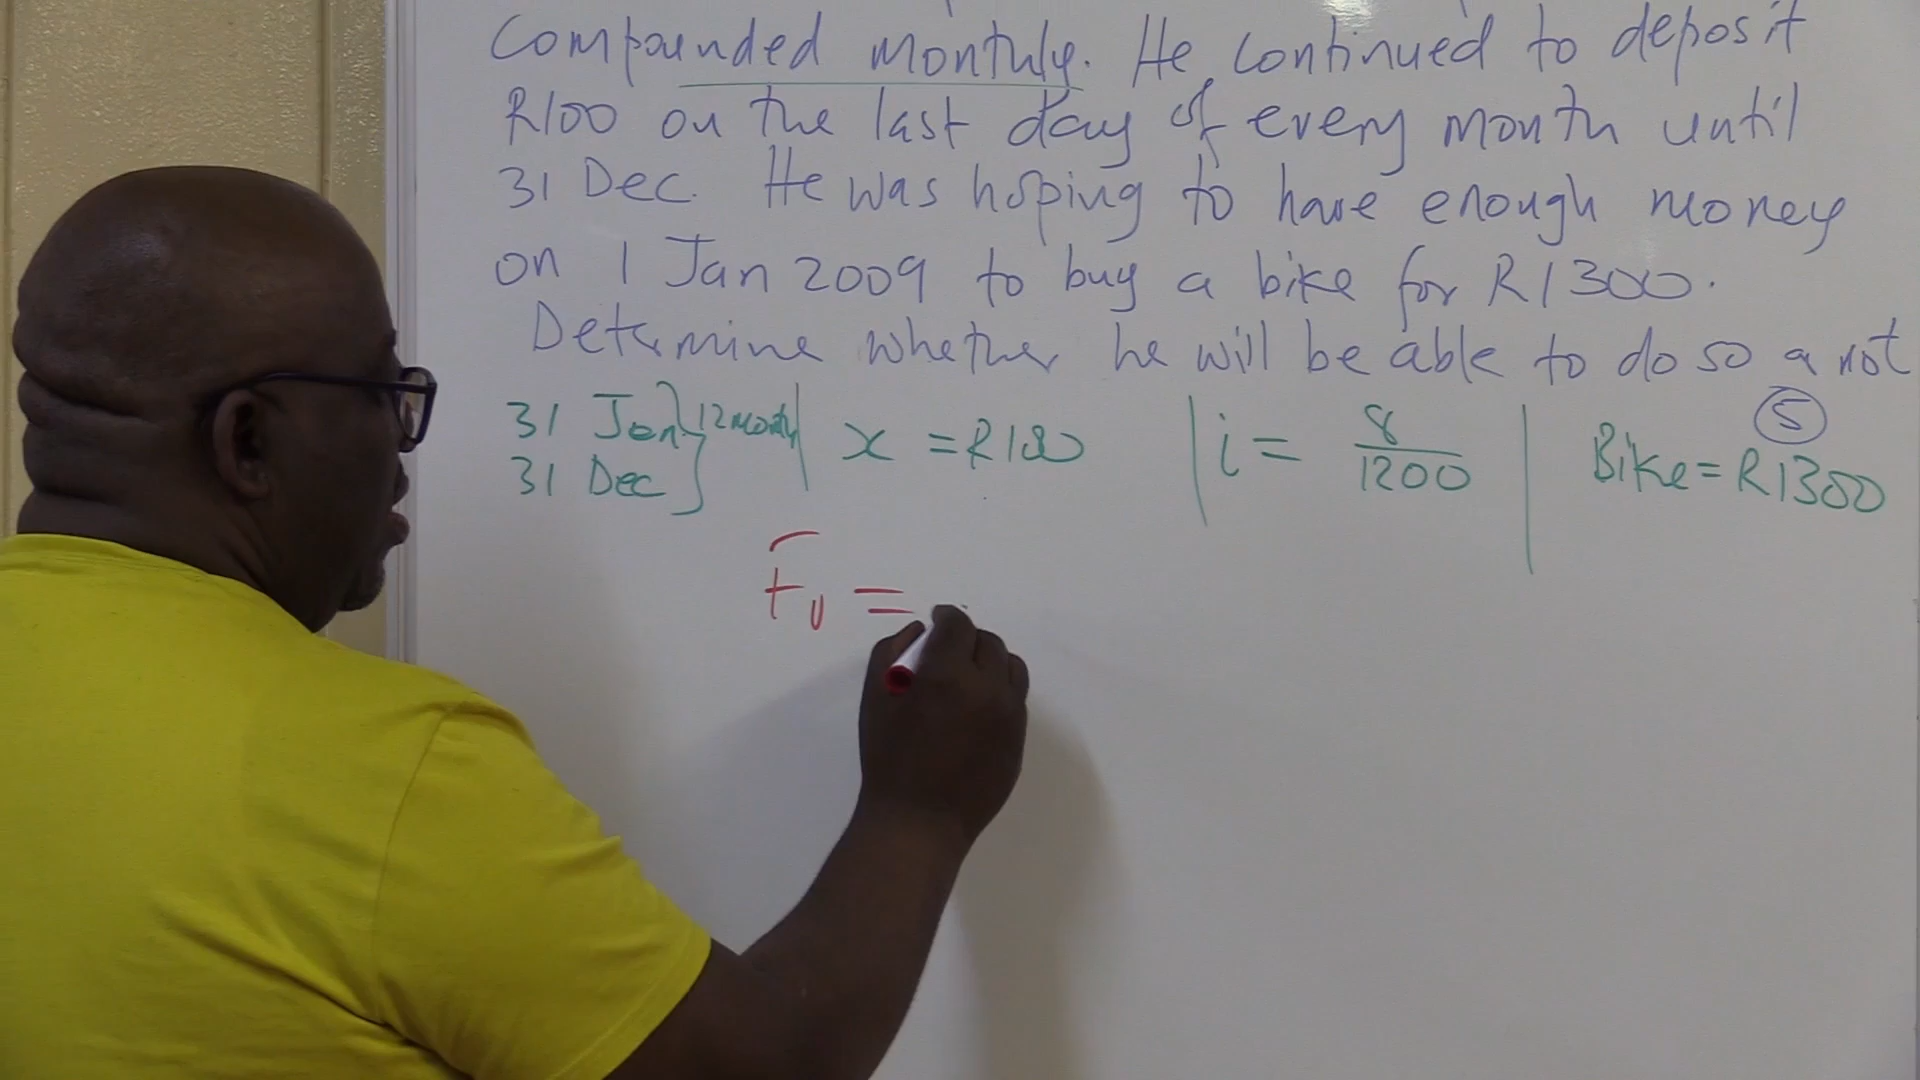 Compounded monthly. He continued to deposit
R100 on the last day of every month until
31 Dec. He was hoping to have enough money
on 1 Jan 2009 to buy a bike for R1300.
Determine whether he will be able to do so or not
5
31 Jan } 12 months | x = R100 | i = 8/1200 | Bike = R1300
31 Dec
Fv =